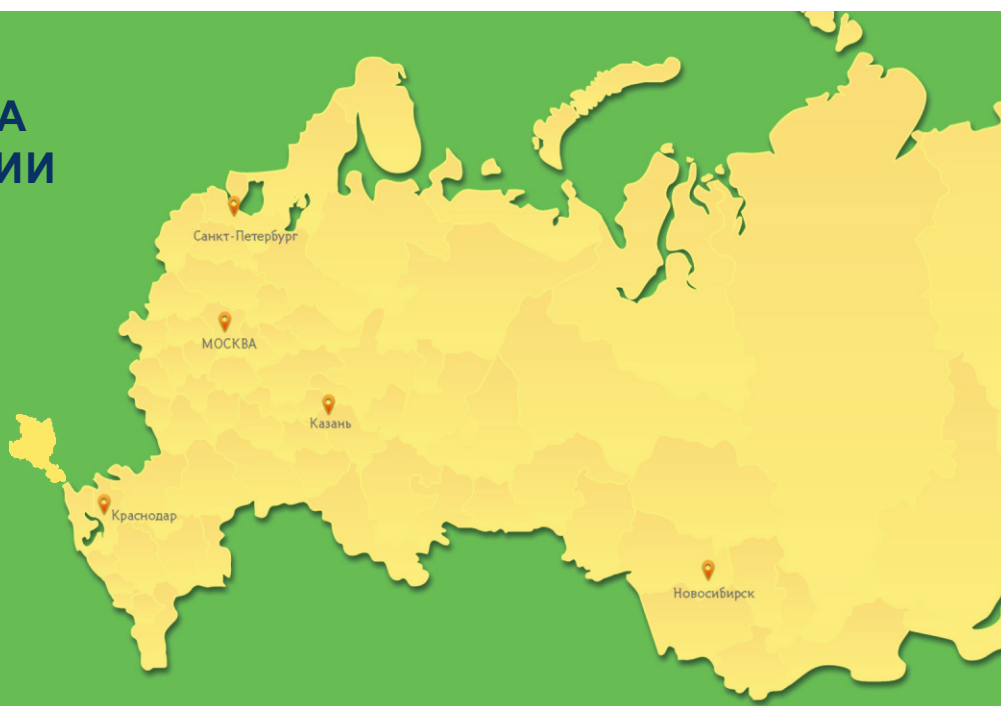 А
ИИ
Санкт-Петербург
МОСКВА
Казань
Краснодар
Новосибирск